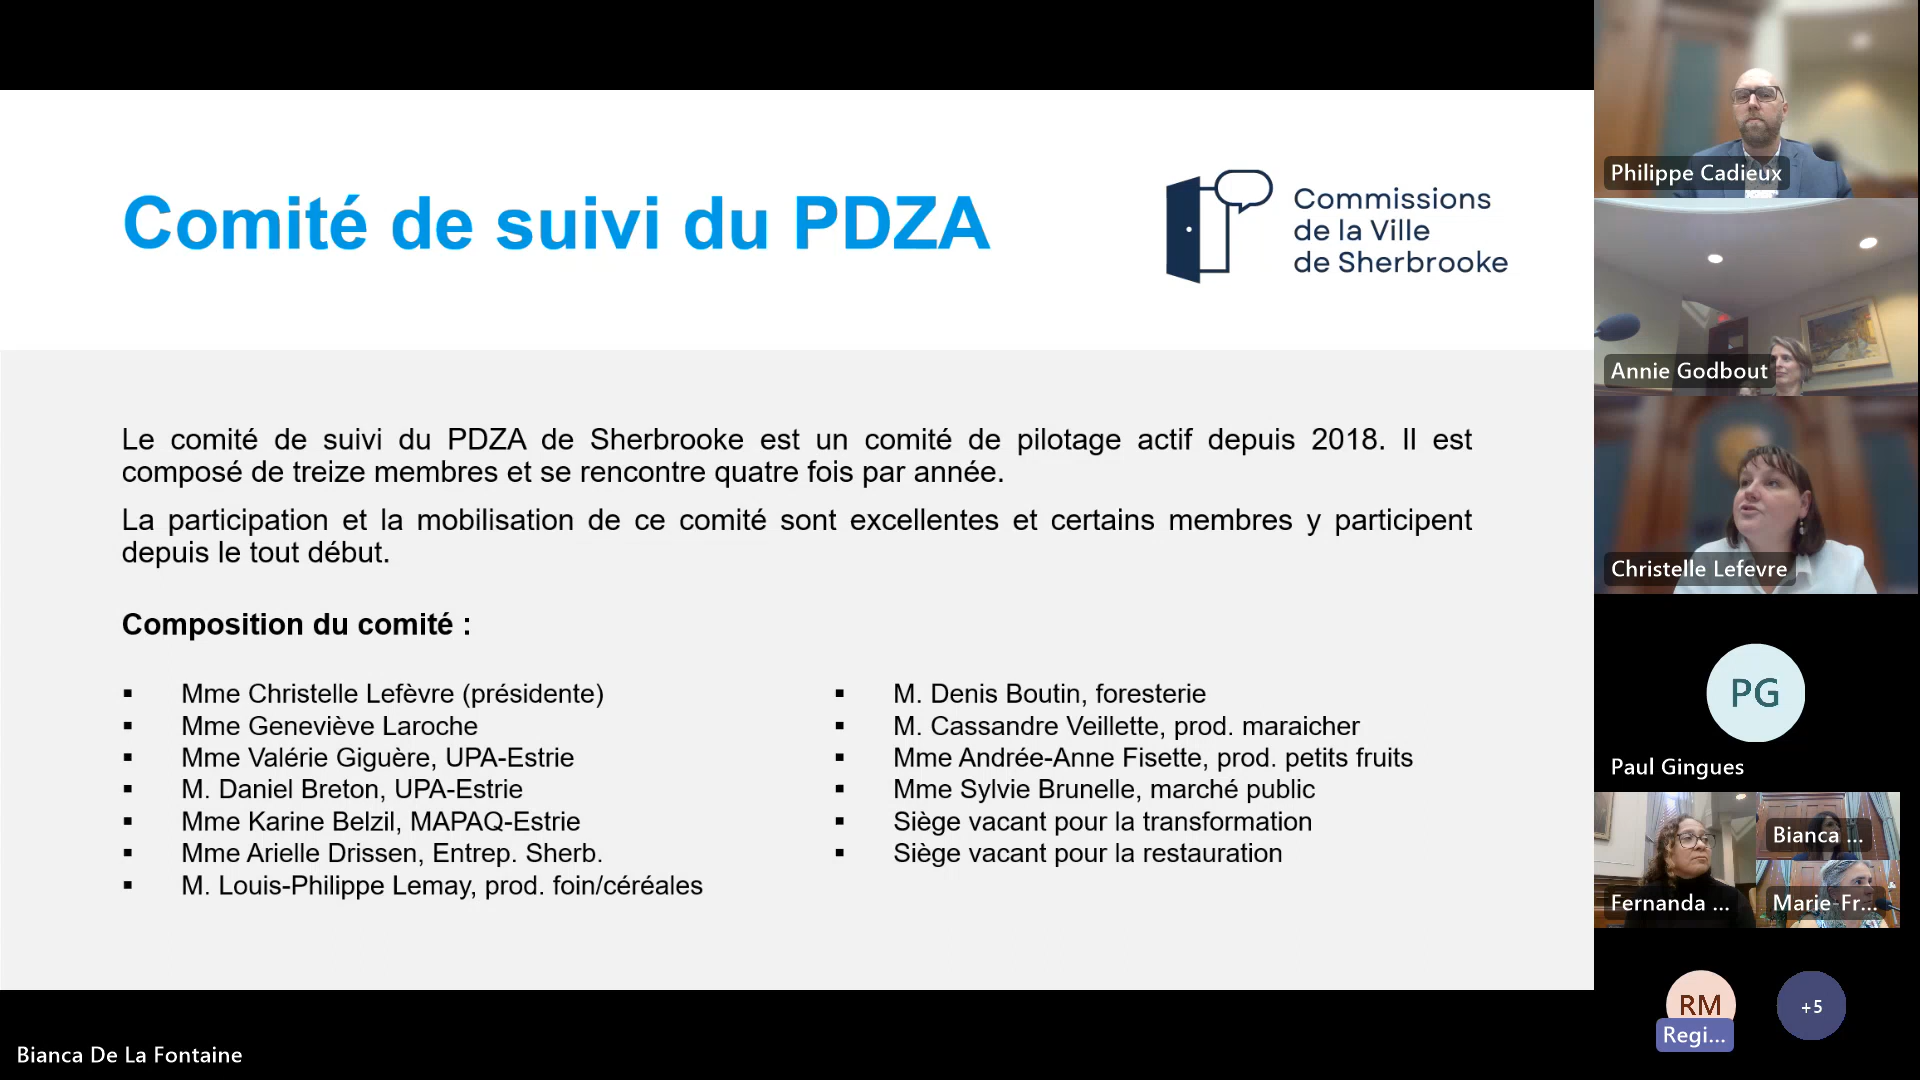 Comité de suivi du PDZA
Commissions
de la Ville
de Sherbrooke
Le comité de suivi du PDZA de Sherbrooke est un comité de pilotage actif depuis 2018. Il est
composé de treize membres et se rencontre quatre fois par année.
La participation et la mobilisation de ce comité sont excellentes et certains membres y participent
depuis le tout début.
Composition du comité :
▪ Mme Christelle Lefèvre (présidente)
▪ Mme Geneviève Laroche
▪ Mme Valérie Giguère, UPA-Estrie
▪ M. Daniel Breton, UPA-Estrie
▪ Mme Karine Belzil, MAPAQ-Estrie
▪ Mme Arielle Drissen, Entrep. Sherb.
▪ M. Louis-Philippe Lemay, prod. foin/céréales
▪ M. Denis Boutin, foresterie
▪ M. Cassandre Veillette, prod. maraicher
▪ Mme Andrée-Anne Fisette, prod. petits fruits
▪ Mme Sylvie Brunelle, marché public
▪ Siège vacant pour la transformation
▪ Siège vacant pour la restauration
Bianca De La Fontaine
Philippe Cadieux
Annie Godbout
Christelle Lefevre
PG
Paul Gingues
Fernanda ...
Bianca ...
Marie-Fr...
RM
Regi...
+5